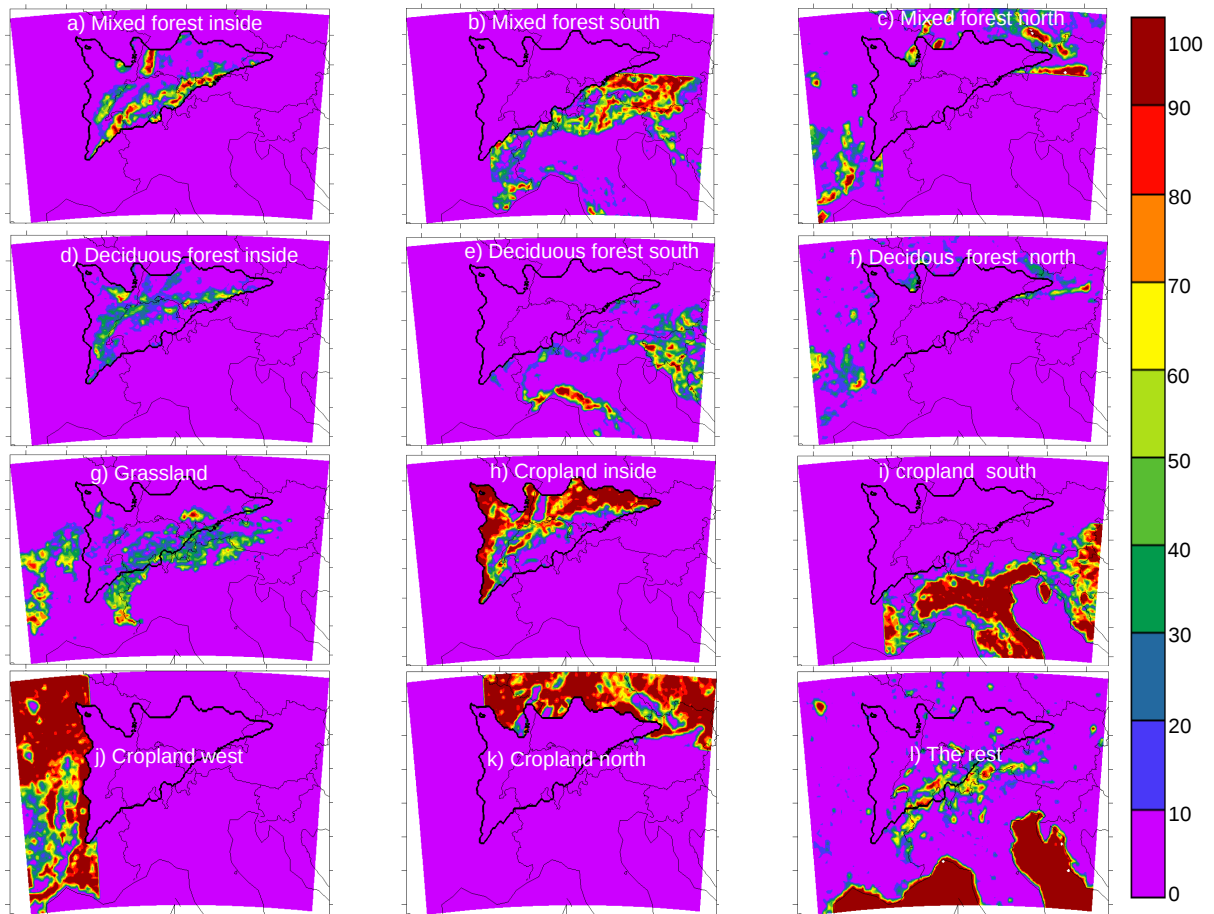 a) Mixed forest inside
b) Mixed forest south
c) Mixed forest north
d) Deciduous forest inside
e) Deciduous forest south
f) Decidous forest north
g) Grassland
h) Cropland inside
i) cropland south
j) Cropland west
k) Cropland north
l) The rest
100
90
80
70
60
50
40
30
20
10
0